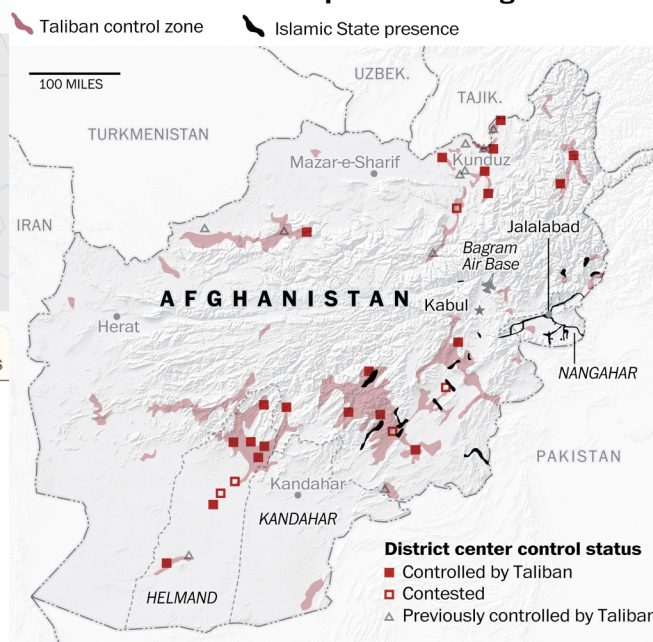 Taliban control zone
Islamic State presence
100 MILES
UZBEK.
TAJIK.
TURKMENISTAN
Mazar-e-Sharif
Kunduz
IRAN
Jalalabad
Bagram
Air Base
AFGHANISTAN
Kabul
Herat
NANGAHAR
PAKISTAN
Kandahar
KANDAHAR
HELMAND
District center control status
Controlled by Taliban
Contested
Previously controlled by Taliban